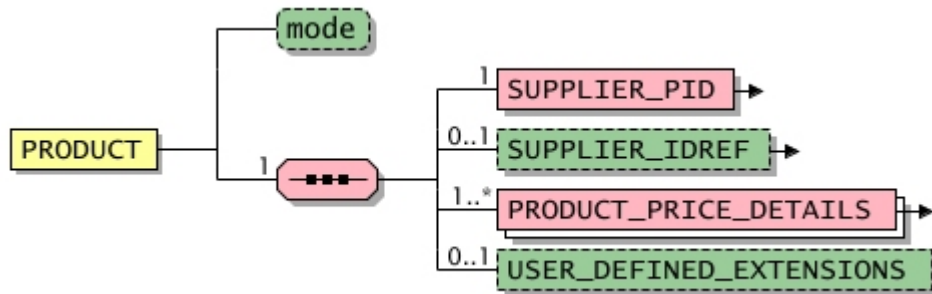 mode
1 SUPPLIER_PID
0..1 SUPPLIER_IDREF
PRODUCT
1
1..* PRODUCT_PRICE_DETAILS
0..1 USER_DEFINED_EXTENSIONS